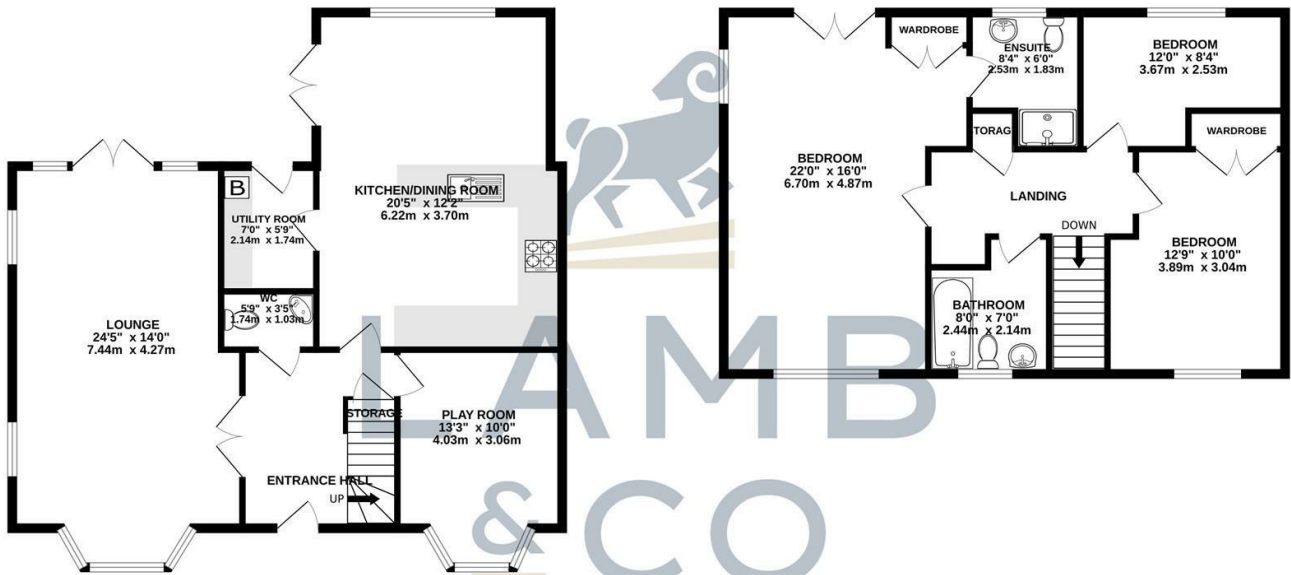 KITCHEN/DINING ROOM
20'5" x 12'2"
6.22m x 3.70m
B
UTILITY ROOM
7'0" x 5'9"
2.14m x 1.74m
WC
5'9" x 3'5"
1.74m x 1.03m
LOUNGE
24'5" x 14'0"
7.44m x 4.27m
STORAGE
PLAY ROOM
13'3" x 10'0"
4.03m x 3.06m
ENTRANCE HALL
UP
WARDROBE
ENSUITE
8'4" x 6'0"
2.53m x 1.83m
BEDROOM
12'0" x 8'4"
3.67m x 2.53m
TORAG
WARDROBE
BEDROOM
22'0" x 16'0"
6.70m x 4.87m
LANDING
DOWN
BEDROOM
12'9" x 10'0"
3.89m x 3.04m
BATHROOM
8'0" x 7'0"
2.44m x 2.14m
LAMB
& CO